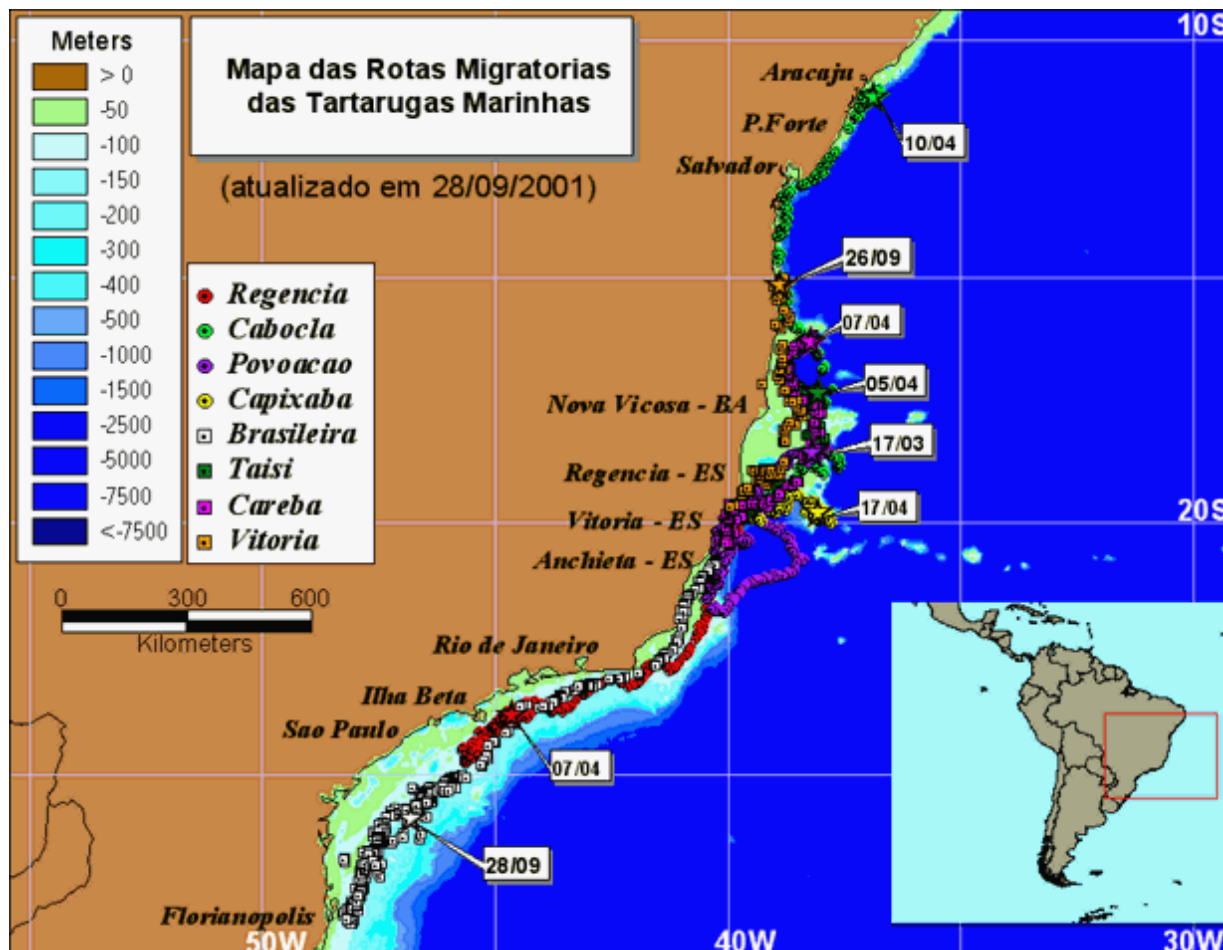 Meters
> 0
-50
-100
-150
-200
-300
-400
-500
-1000
-1500
-2500
-5000
-7500
<-7500
Mapa das Rotas Migratorias
das Tartarugas Marinhas
(atualizado em 28/09/2001)
Regencia
Cabocla
Povoacao
Capixaba
Brasileira
Taisi
Careba
Vitoria
0 300 600
Kilometers
10S
Aracaju
P.Forte
10/04
Salvador
26/09
07/04
05/04
Nova Vicosa - BA
17/03
Regencia - ES
17/04
Vitoria - ES
20S
Anchieta - ES
Rio de Janeiro
Ilha Beta
Sao Paulo
07/04
28/09
Florianopolis
50W
40W
30W